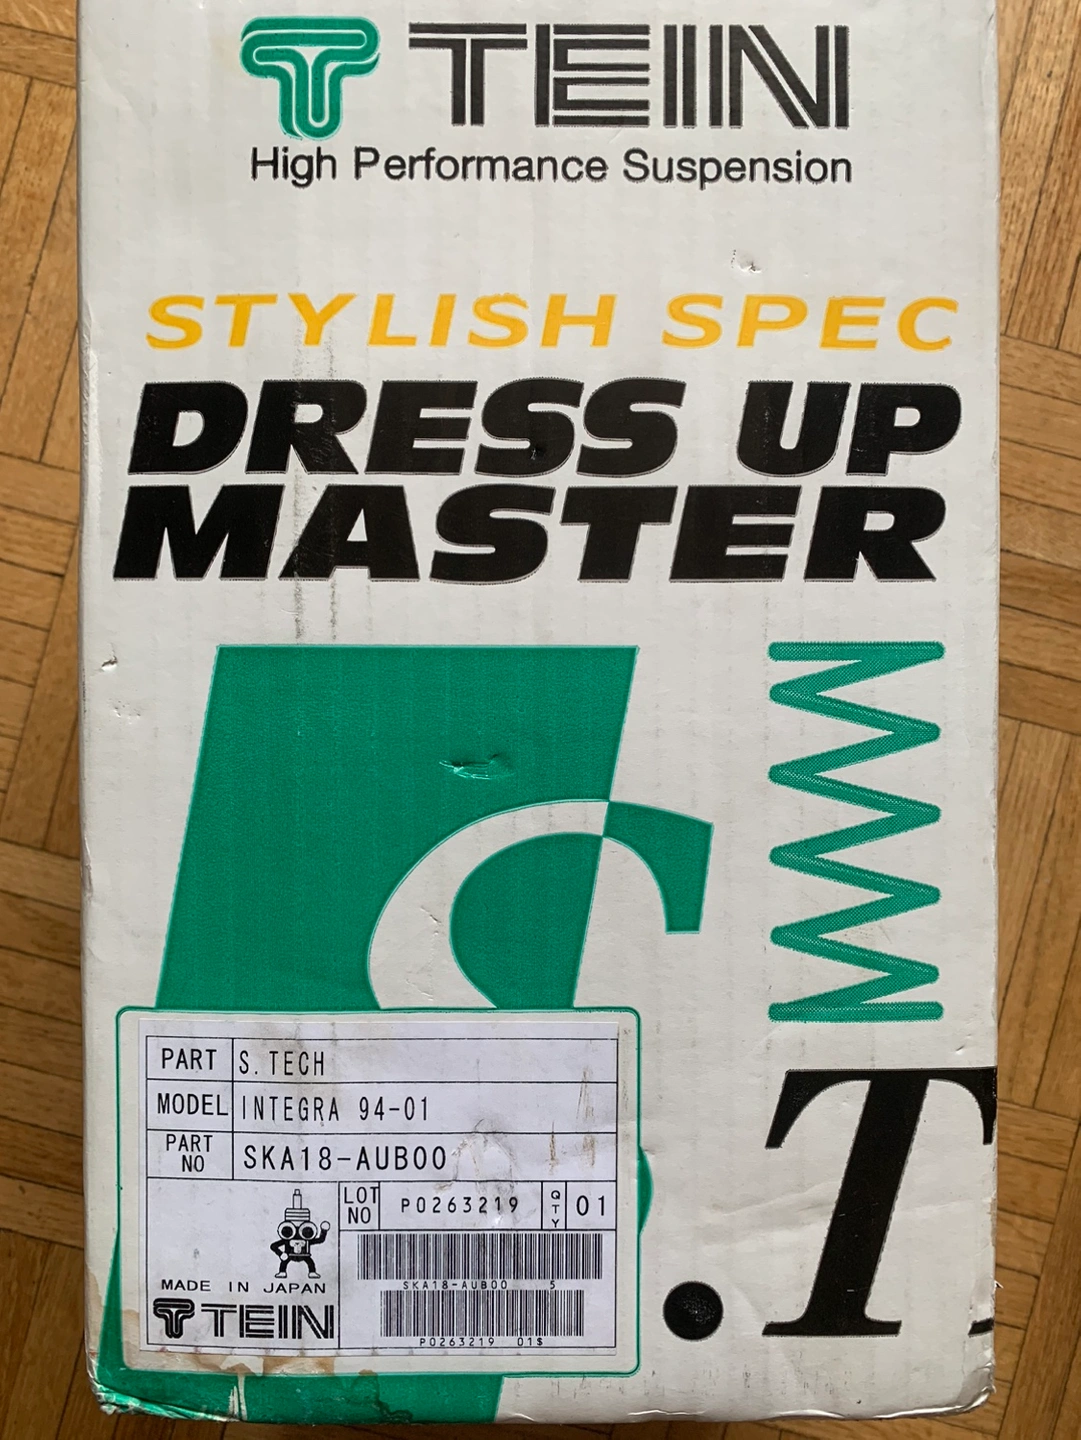 TEIN
High Performance Suspension
STYLISH SPEC
DRESS UP
MASTER
S.T
PART S. TECH
MODEL INTEGRA 94-01
PART NO SKA18-AUB00
LOT NO P0263219 QTY 01
SKA18-AUB00 5
MADE IN JAPAN
TEIN
P0263219 01$